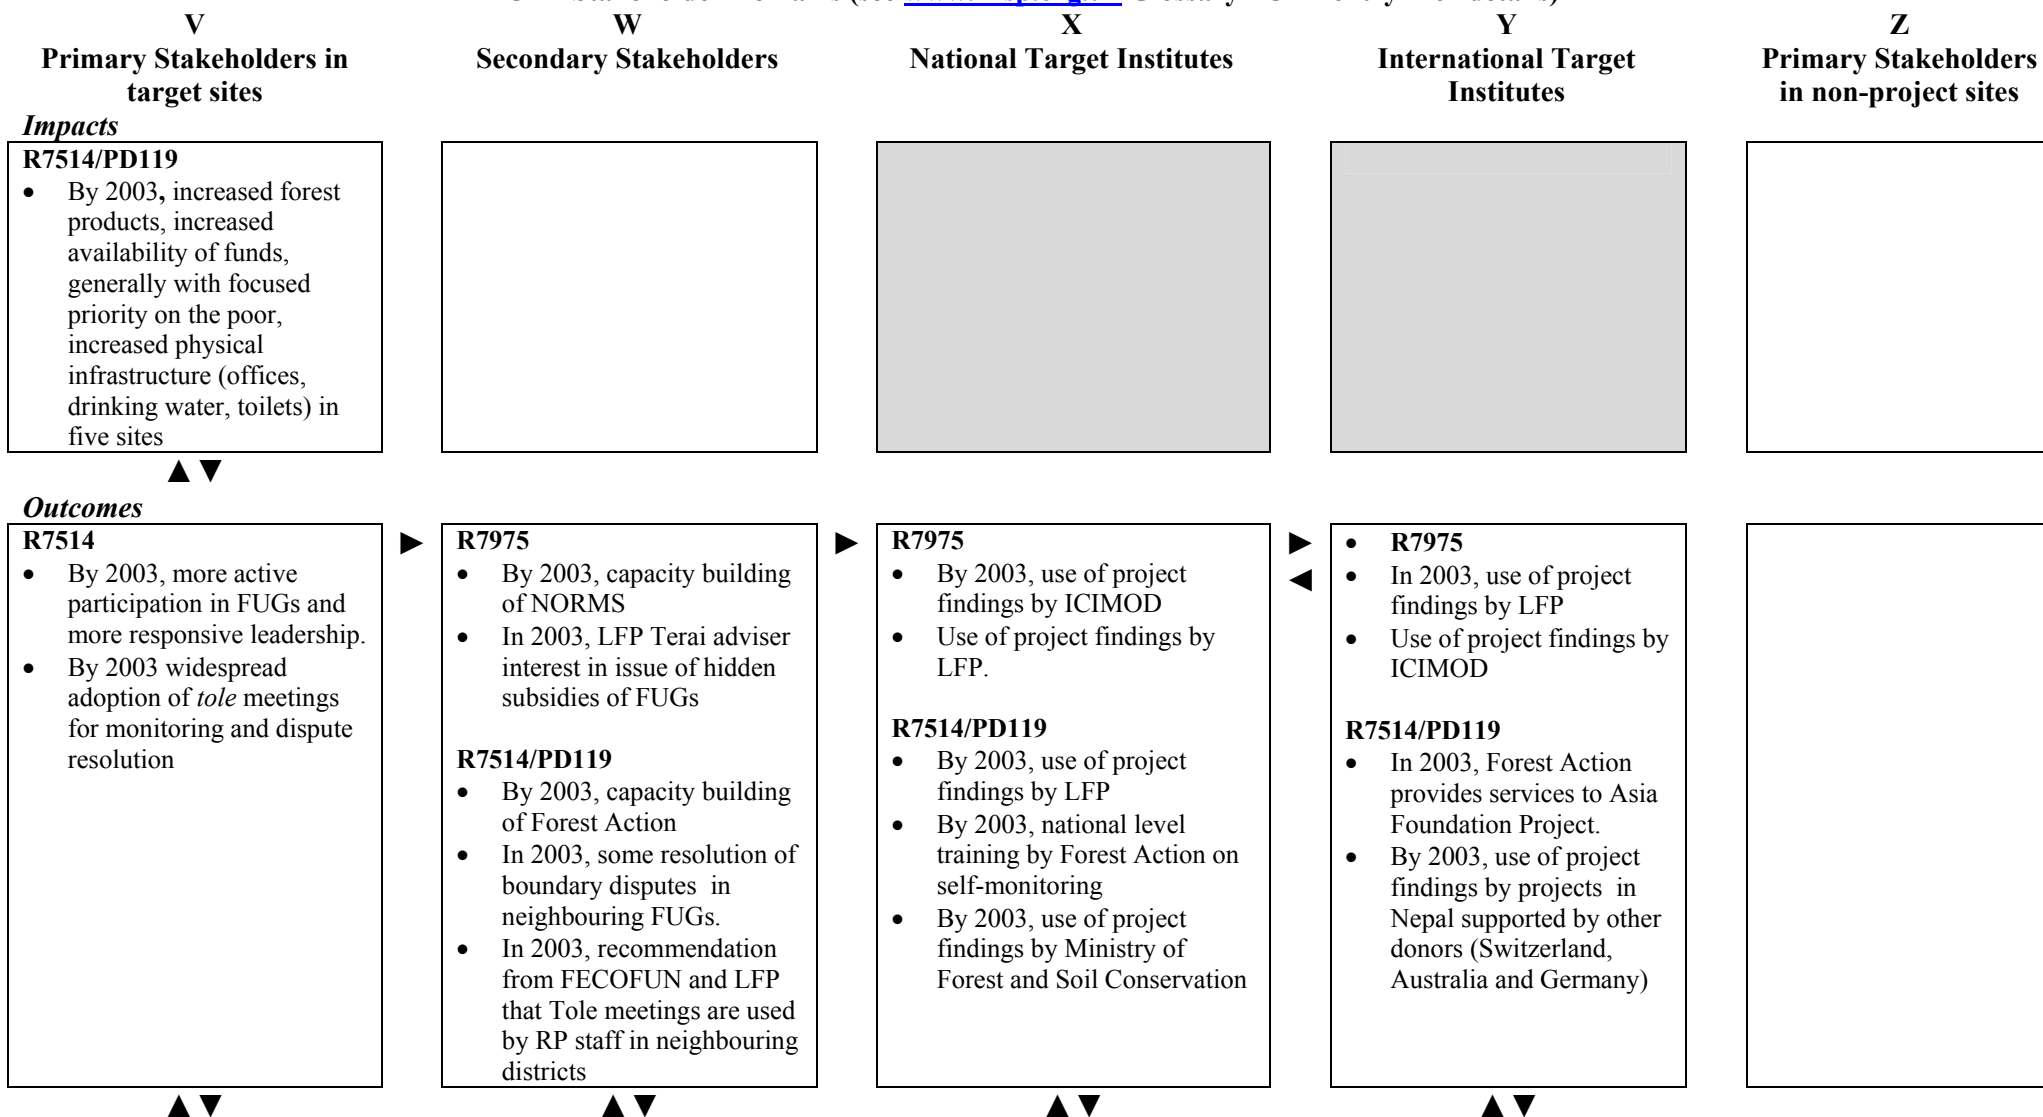 V
Primary Stakeholders in
target sites
W
Secondary Stakeholders
X
National Target Institutes
Y
International Target
Institutes
Z
Primary Stakeholders
in non-project sites
Impacts
R7514/PD119
• By 2003, increased forest
products, increased
availability of funds,
generally with focused
priority on the poor,
increased physical
infrastructure (offices,
drinking water, toilets) in
five sites
▲ ▼
Outcomes
R7514
• By 2003, more active
participation in FUGs and
more responsive leadership.
• By 2003 widespread
adoption of tole meetings
for monitoring and dispute
resolution
►
R7975
• By 2003, capacity building
of NORMS
• In 2003, LFP Terai adviser
interest in issue of hidden
subsidies of FUGs
R7514/PD119
• By 2003, capacity building
of Forest Action
• In 2003, some resolution of
boundary disputes in
neighbouring FUGs.
• In 2003, recommendation
from FECOFUN and LFP
that Tole meetings are used
by RP staff in neighbouring
districts
►
R7975
• By 2003, use of project
findings by ICIMOD
• Use of project findings by
LFP.
R7514/PD119
• By 2003, use of project
findings by LFP
• By 2003, national level
training by Forest Action on
self-monitoring
• By 2003, use of project
findings by Ministry of
Forest and Soil Conservation
►
◄
• R7975
• In 2003, use of project
findings by LFP
• Use of project findings by
ICIMOD
R7514/PD119
• In 2003, Forest Action
provides services to Asia
Foundation Project.
• By 2003, use of project
findings by projects in
Nepal supported by other
donors (Switzerland,
Australia and Germany)
▲ ▼
▲ ▼
▲ ▼
▲ ▼